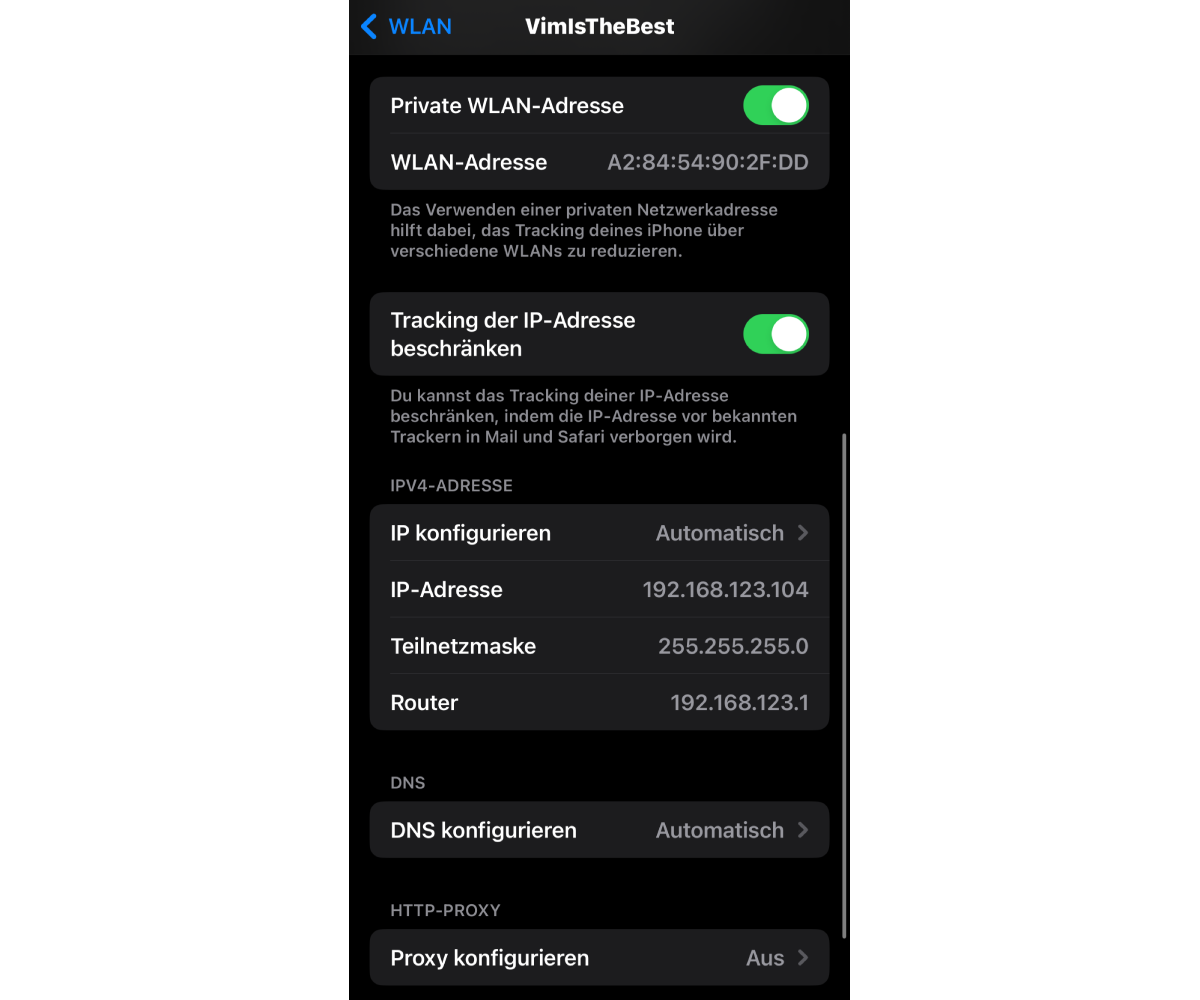 WLAN VimIsTheBest
Private WLAN-Adresse
WLAN-Adresse A2:84:54:90:2F:DD
Das Verwenden einer privaten Netzwerkadresse
hilft dabei, das Tracking deines iPhone über
verschiedene WLANs zu reduzieren.
Tracking der IP-Adresse
beschränken
Du kannst das Tracking deiner IP-Adresse
beschränken, indem die IP-Adresse vor bekannten
Trackern in Mail und Safari verborgen wird.
IPV4-ADRESSE
IP konfigurieren Automatisch
IP-Adresse 192.168.123.104
Teilnetzmaske 255.255.255.0
Router 192.168.123.1
DNS
DNS konfigurieren Automatisch
HTTP-PROXY
Proxy konfigurieren Aus